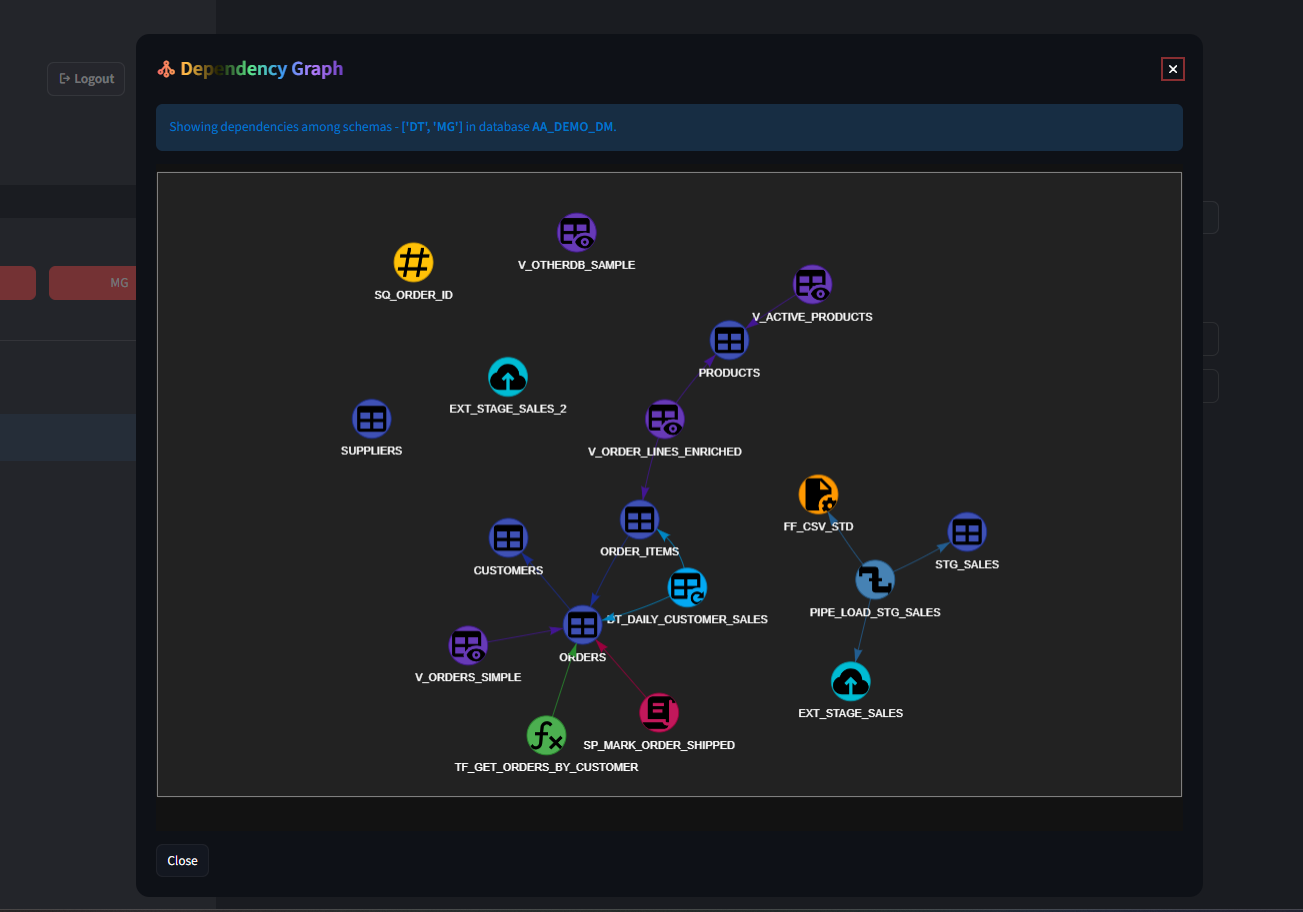 Logout
Dependency Graph
Showing dependencies among schemas - ['DT', 'MG'] in database AA_DEMO_DM.
MG
V_OTHERDB_SAMPLE
SQ_ORDER_ID
V_ACTIVE_PRODUCTS
PRODUCTS
EXT_STAGE_SALES_2
SUPPLIERS
V_ORDER_LINES_ENRICHED
FF_CSV_STD
ORDER_ITEMS
STG_SALES
CUSTOMERS
PIPE_LOAD_STG_SALES
DT_DAILY_CUSTOMER_SALES
ORDERS
V_ORDERS_SIMPLE
EXT_STAGE_SALES
SP_MARK_ORDER_SHIPPED
TF_GET_ORDERS_BY_CUSTOMER
Close